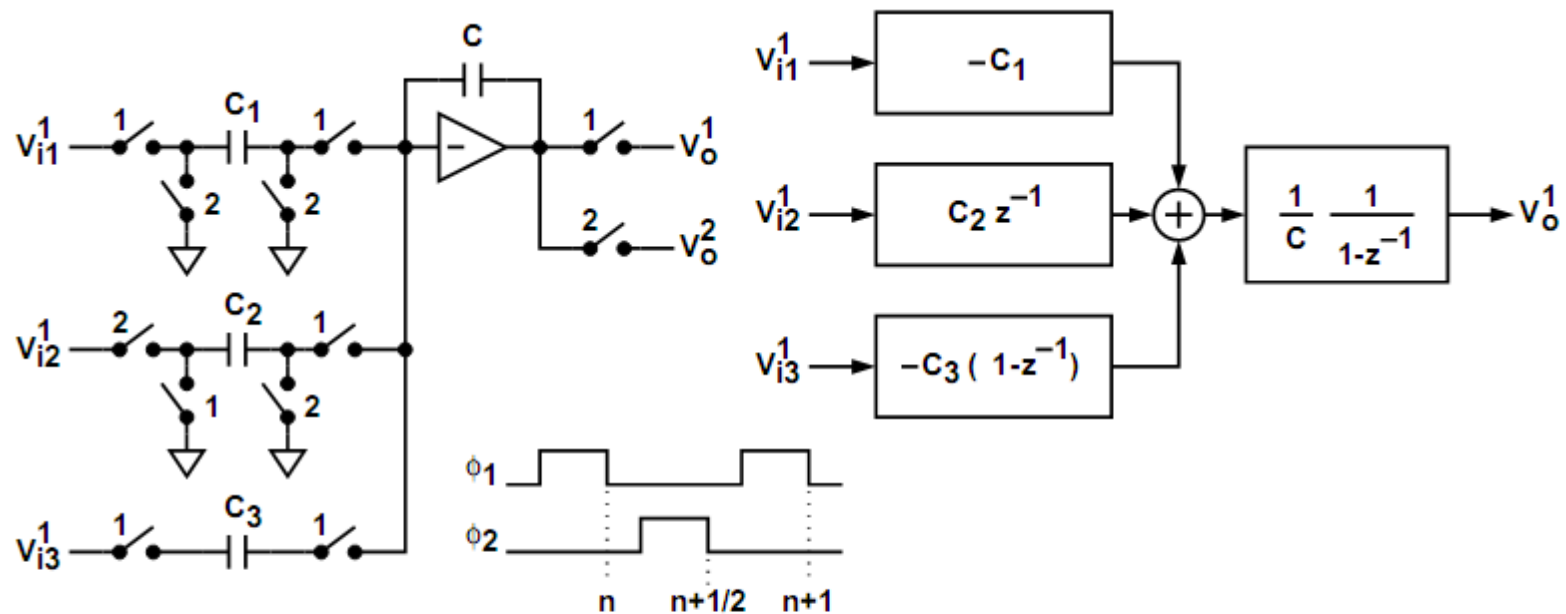 C
C₁
1
1
1
V¹ᵢ₁
V¹ₒ
2
2
2
V²ₒ
C₂
2
1
V¹ᵢ₂
1
2
C₃
1
1
V¹ᵢ₃
ϕ₁
ϕ₂
n n+1/2 n+1
V¹ᵢ₁
−C₁
V¹ᵢ₂
C₂ z⁻¹
+
1/C 1/(1-z⁻¹)
V¹ₒ
V¹ᵢ₃
−C₃ ( 1-z⁻¹)